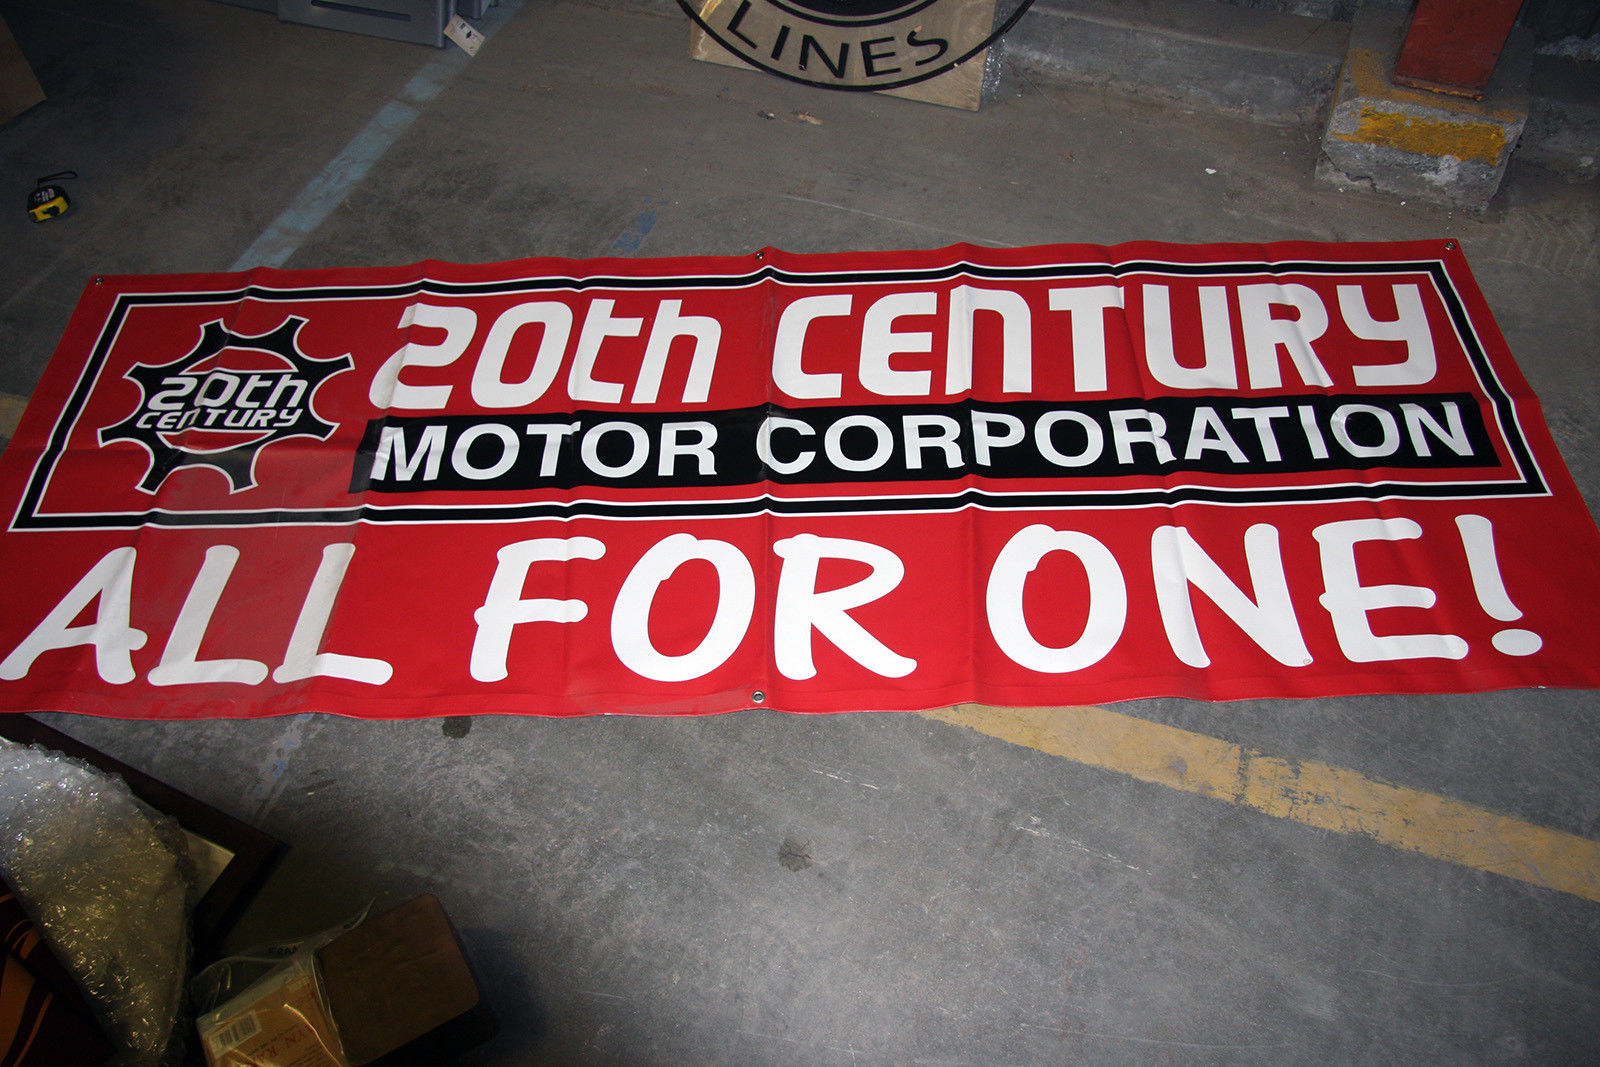 LINES
20th
CENTURY
20th CENTURY
MOTOR CORPORATION
ALL FOR ONE!